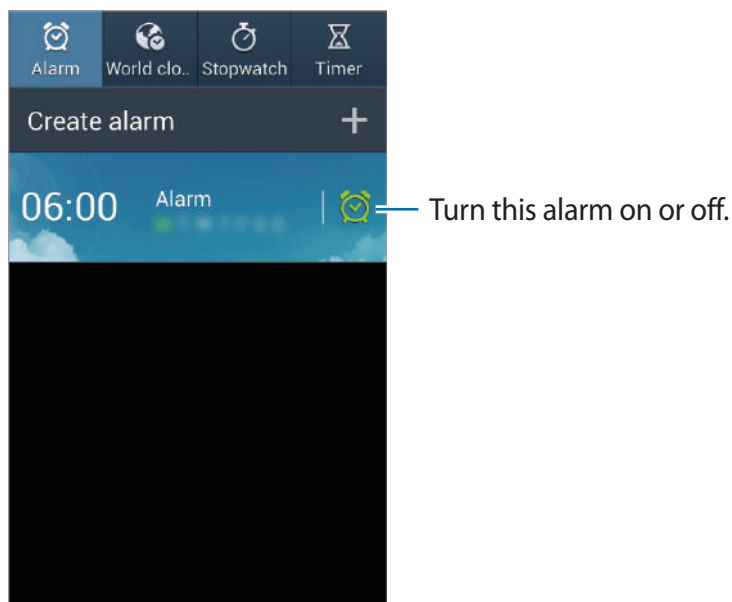 Alarm World clo.. Stopwatch Timer
Create alarm
06:00 Alarm
Turn this alarm on or off.